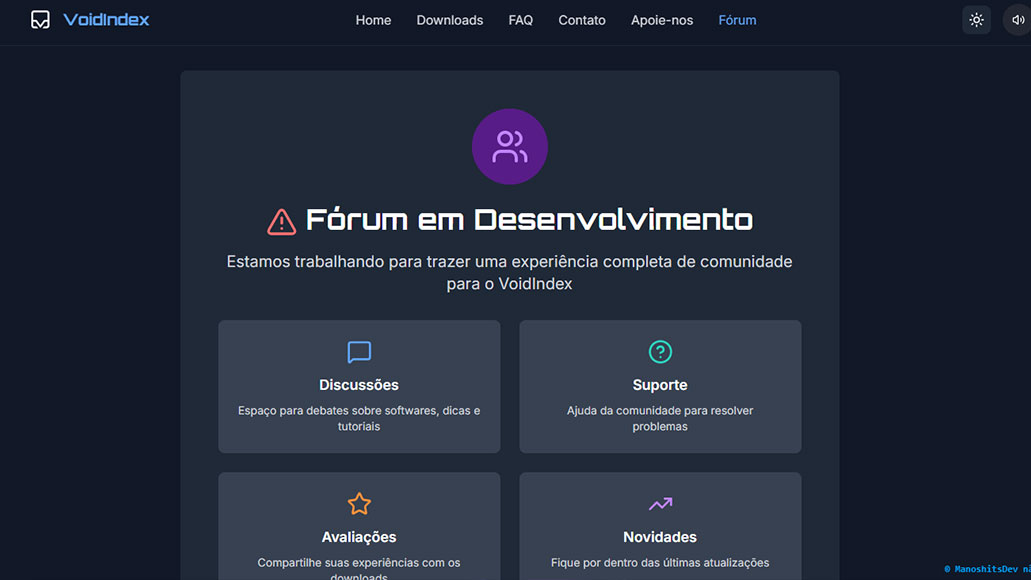 VoidIndex
Home Downloads FAQ Contato Apoie-nos Fórum
Fórum em Desenvolvimento
Estamos trabalhando para trazer uma experiência completa de comunidade
para o VoidIndex
Discussões
Espaço para debates sobre softwares, dicas e
tutoriais
Suporte
Ajuda da comunidade para resolver
problemas
Avaliações
Compartilhe suas experiências com os
downloads
Novidades
Fique por dentro das últimas atualizações
© ManoshitsDev